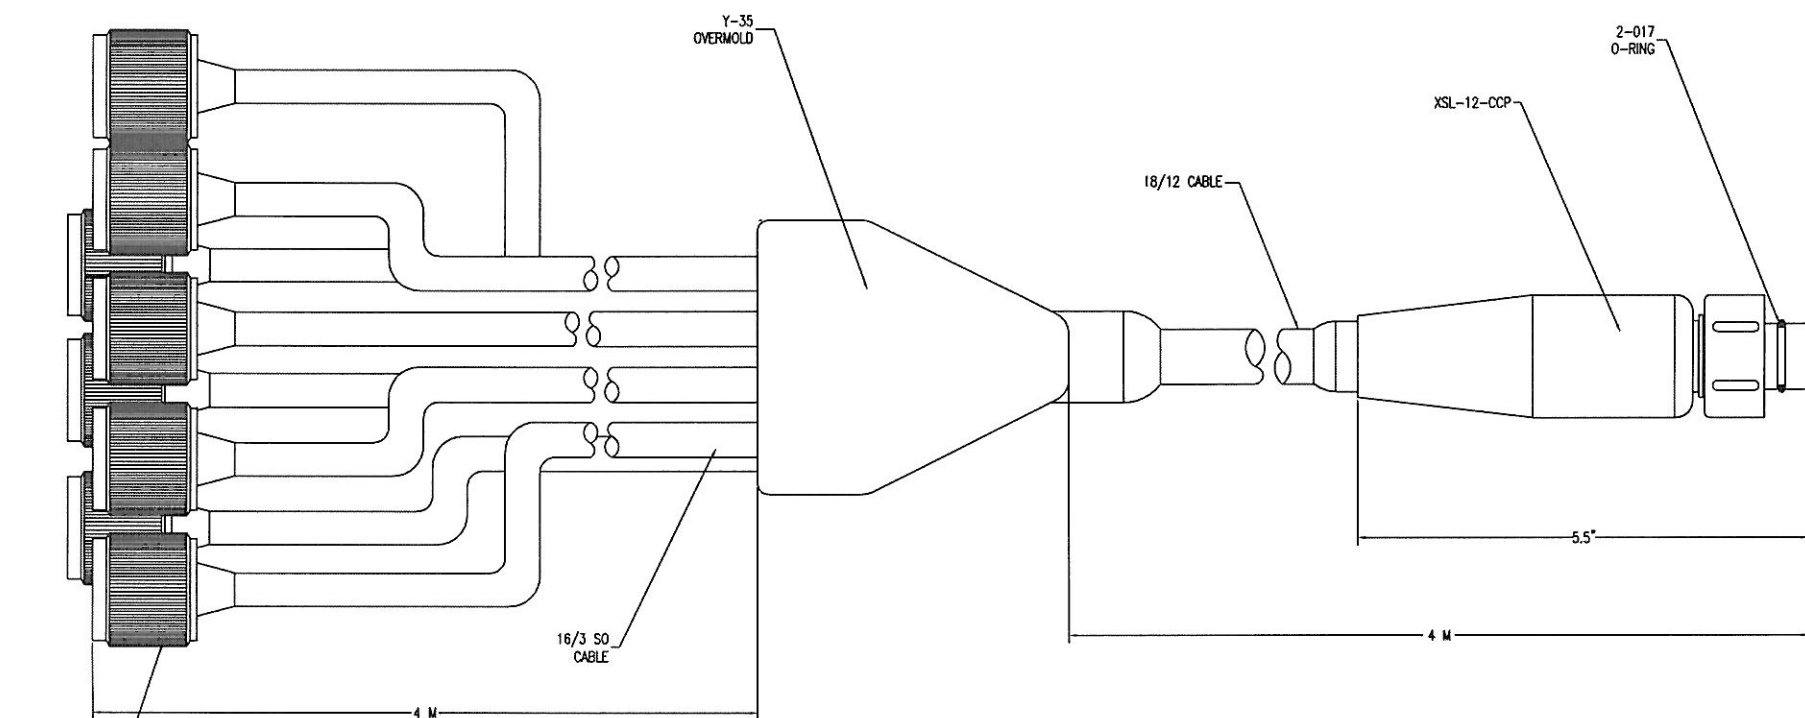 Y-35
OVERMOLD
2-017
O-RING
XSL-12-CCP
18/12 CABLE
5.5"
16/3 SO
CABLE
4 M
4 M